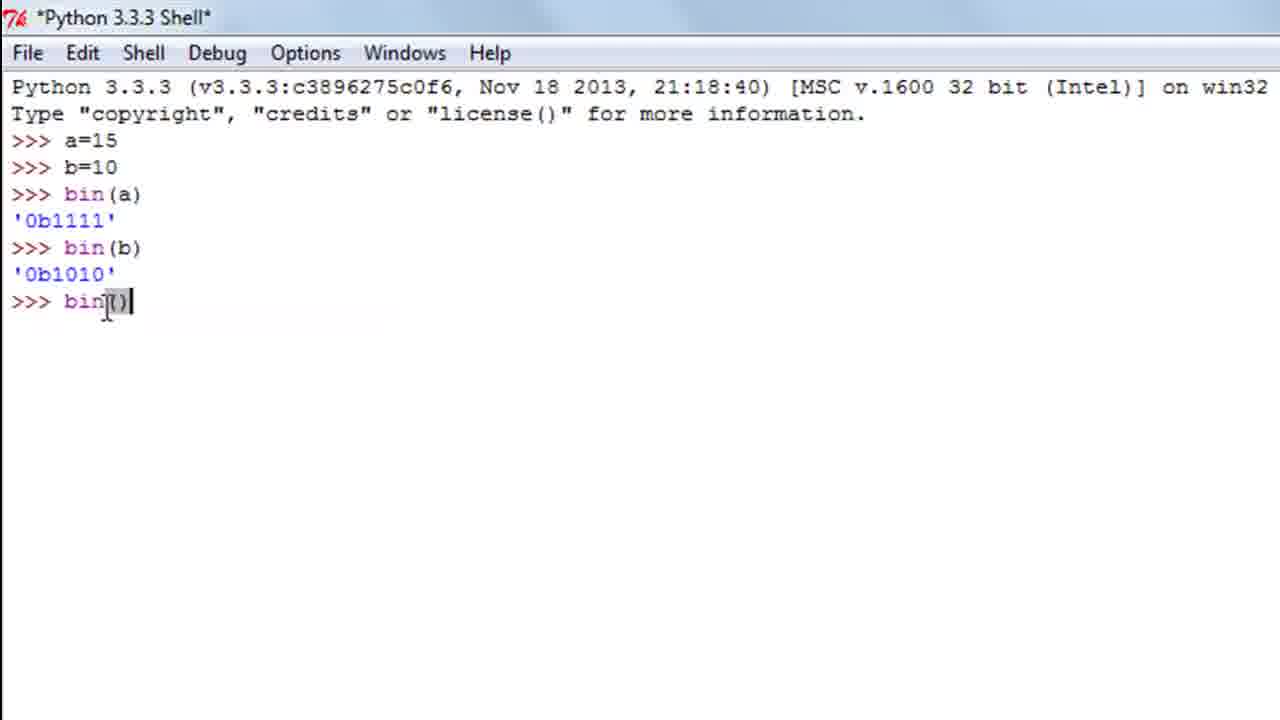 *Python 3.3.3 Shell*
File Edit Shell Debug Options Windows Help
Python 3.3.3 (v3.3.3:c3896275c0f6, Nov 18 2013, 21:18:40) [MSC v.1600 32 bit (Intel)] on win32
Type "copyright", "credits" or "license()" for more information.
>>> a=15
>>> b=10
>>> bin(a)
'0b1111'
>>> bin(b)
'0b1010'
>>> bin()